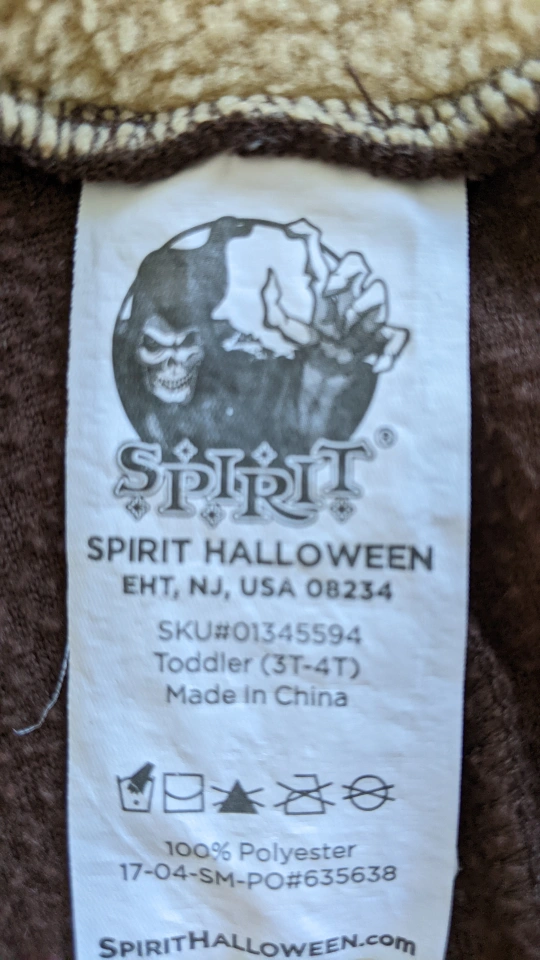 SPIRIT®
SPIRIT HALLOWEEN
EHT, NJ, USA 08234
SKU#01345594
Toddler (3T-4T)
Made In China
100% Polyester
17-04-SM-PO#635638
SPIRITHALLOWEEN.com